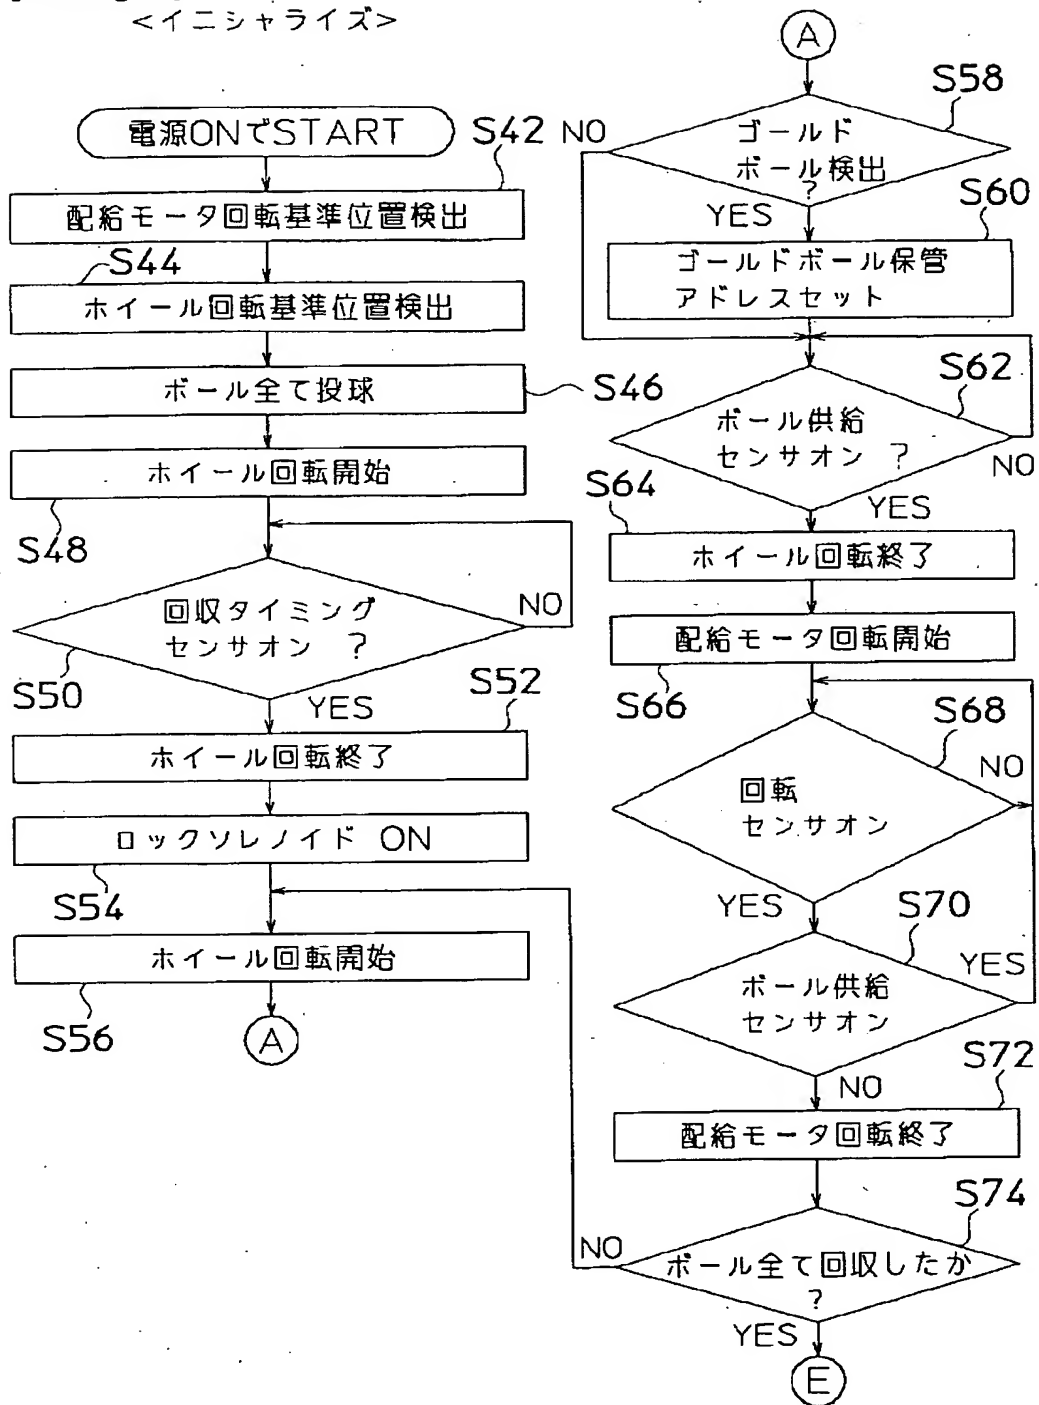 <イニシャライズ>
電源ONでSTART
S42
配給モータ回転基準位置検出
S44
ホイール回転基準位置検出
ボール全て投球
S46
ホイール回転開始
S48
回収タイミング
センサオン ?
NO
S50
YES
S52
ホイール回転終了
ロックソレノイド ON
S54
ホイール回転開始
S56
A
A
S58
NO
ゴールド
ボール検出
?
YES
S60
ゴールドボール保管
アドレスセット
S62
ボール供給
センサオン ?
NO
S64
YES
ホイール回転終了
配給モータ回転開始
S66
S68
NO
回転
センサオン
YES
S70
YES
ボール供給
センサオン
S72
NO
配給モータ回転終了
S74
NO
ボール全て回収したか
?
YES
E